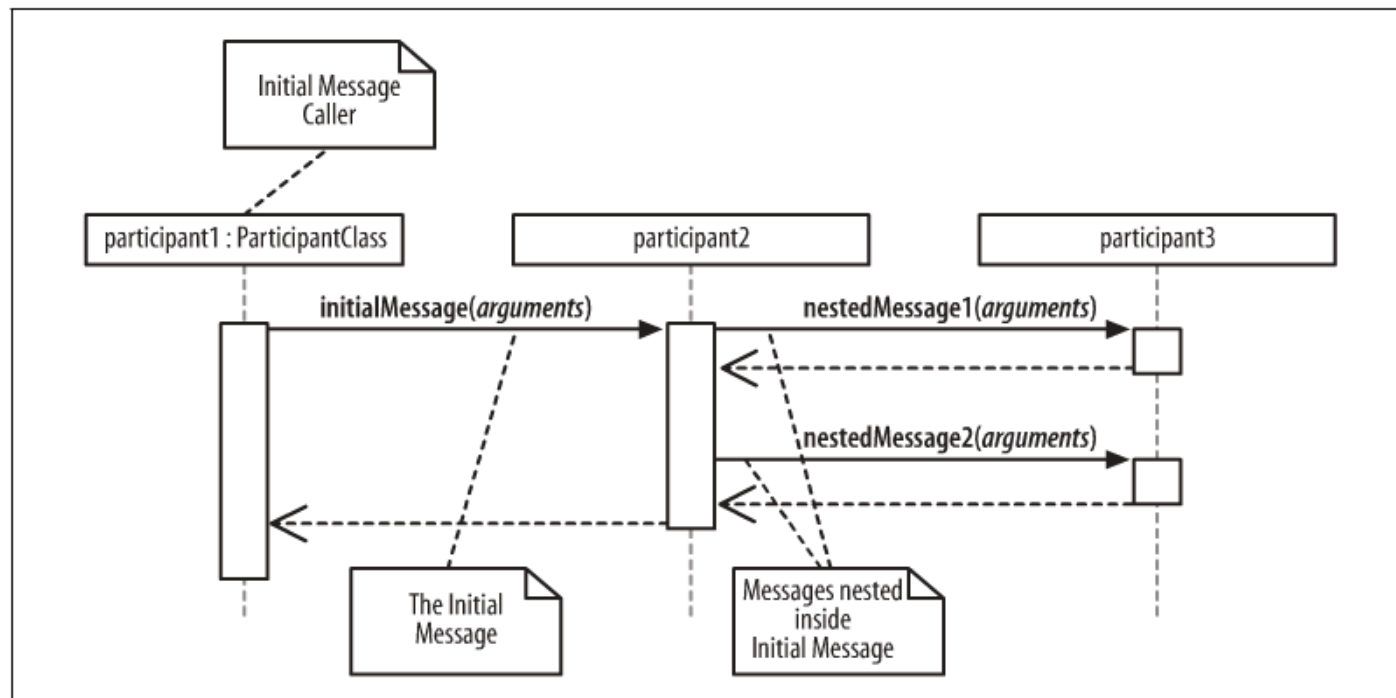 Initial Message
Caller
participant1 : ParticipantClass
participant2
participant3
initialMessage(arguments)
nestedMessage1(arguments)
nestedMessage2(arguments)
The Initial
Message
Messages nested
inside
Initial Message